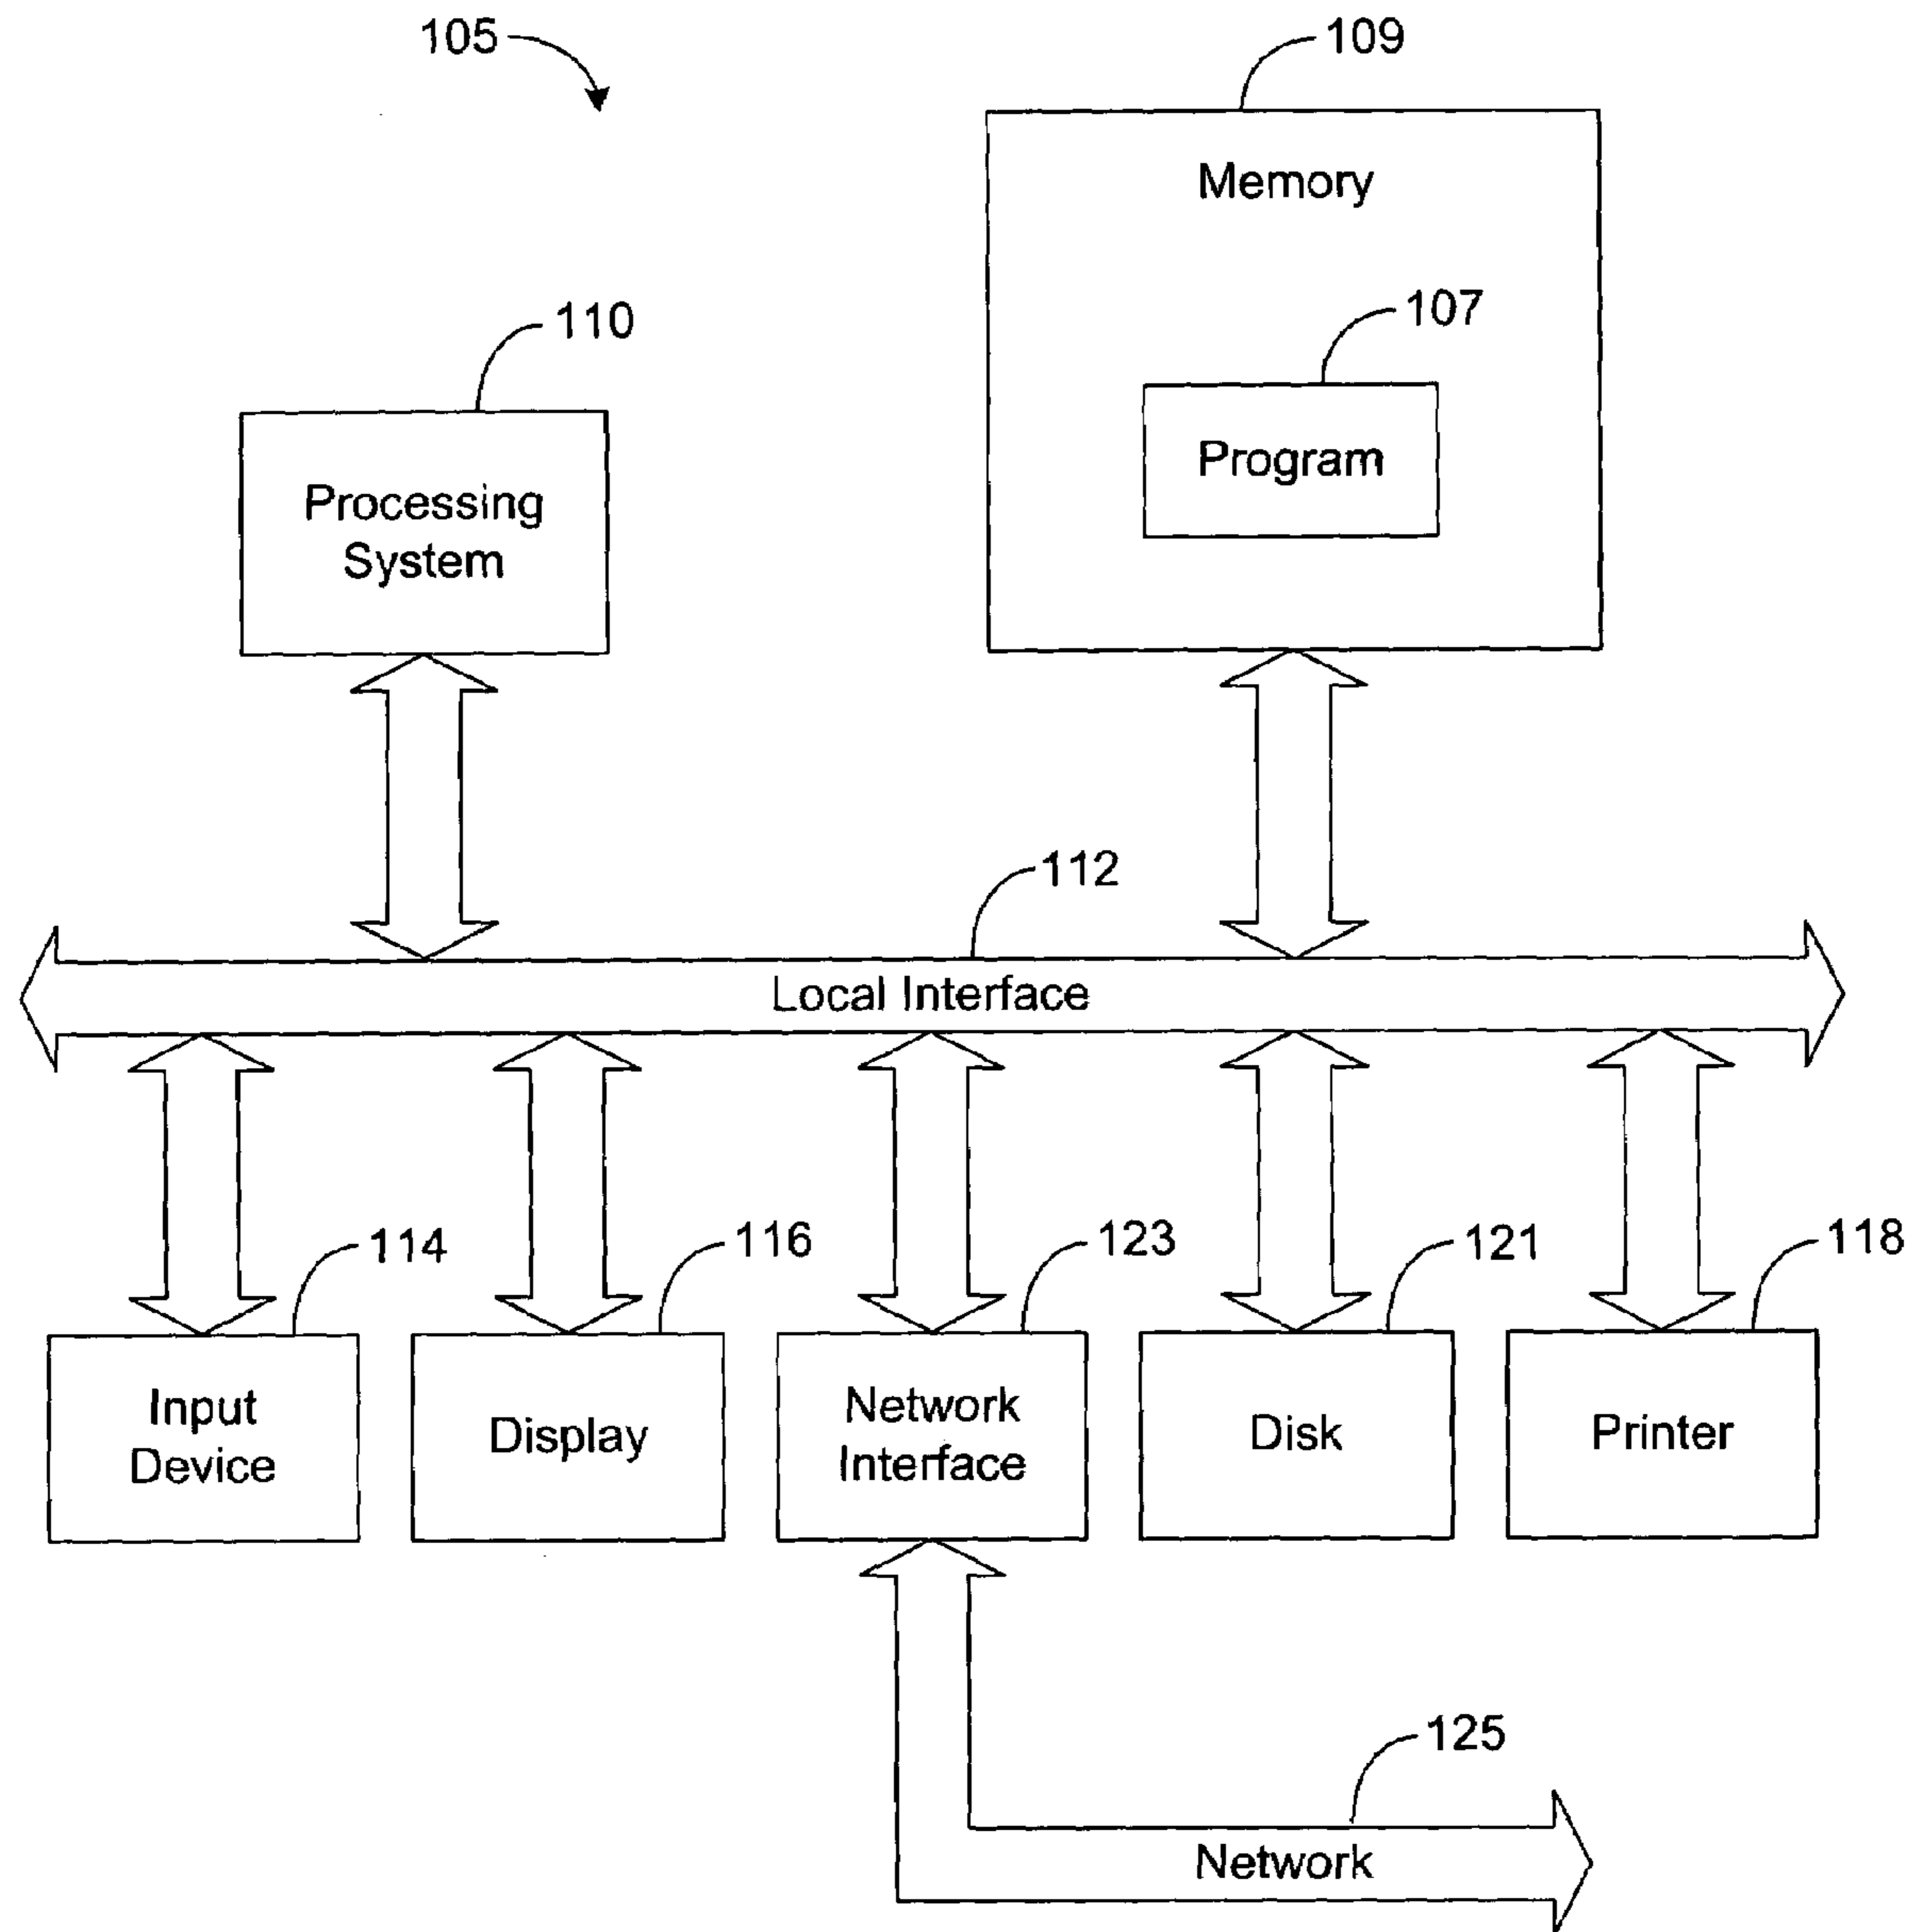 105
109
Memory
110
107
Program
Processing
System
112
Local Interface
114
116
123
121
118
Input
Device
Display
Network
Interface
Disk
Printer
125
Network